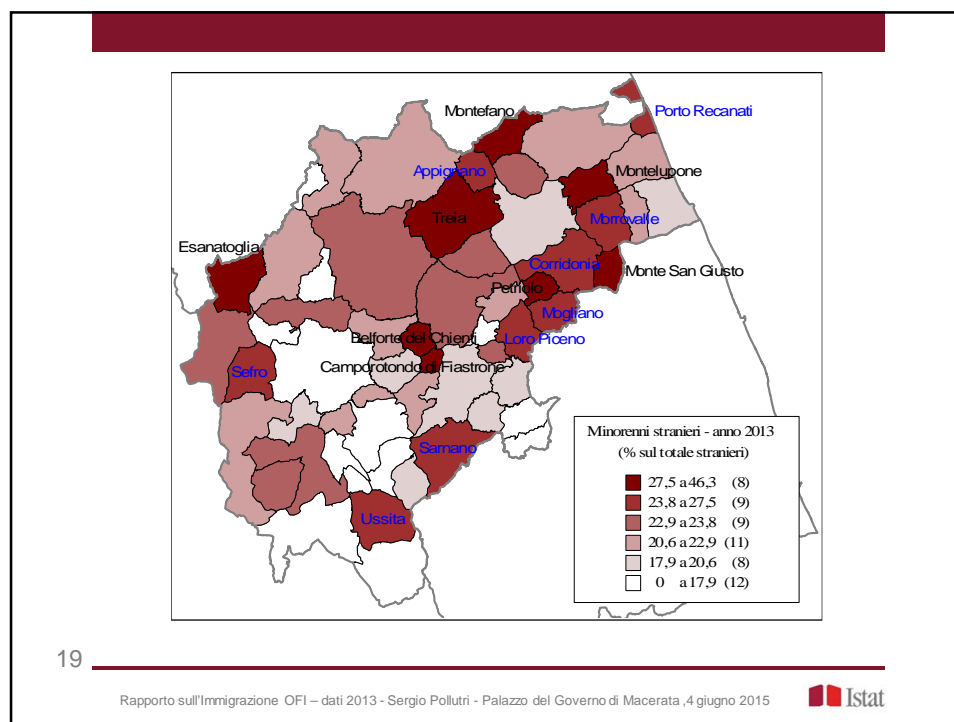 Montefano
Porto Recanati
Appignano
Montelupone
Treia
Morrovalle
Esanatoglia
Corridonia
Monte San Giusto
Petriolo
Mogliano
Belforte del Chienti
Loro Piceno
Camporotondo di Fiastrone
Sefro
Sarnano
Ussita
Minorenni stranieri - anno 2013
(% sul totale stranieri)
27,5 a 46,3 (8)
23,8 a 27,5 (9)
22,9 a 23,8 (9)
20,6 a 22,9 (11)
17,9 a 20,6 (8)
0 a 17,9 (12)
19
Rapporto sull'Immigrazione OFI – dati 2013 - Sergio Pollutri - Palazzo del Governo di Macerata ,4 giugno 2015
Istat